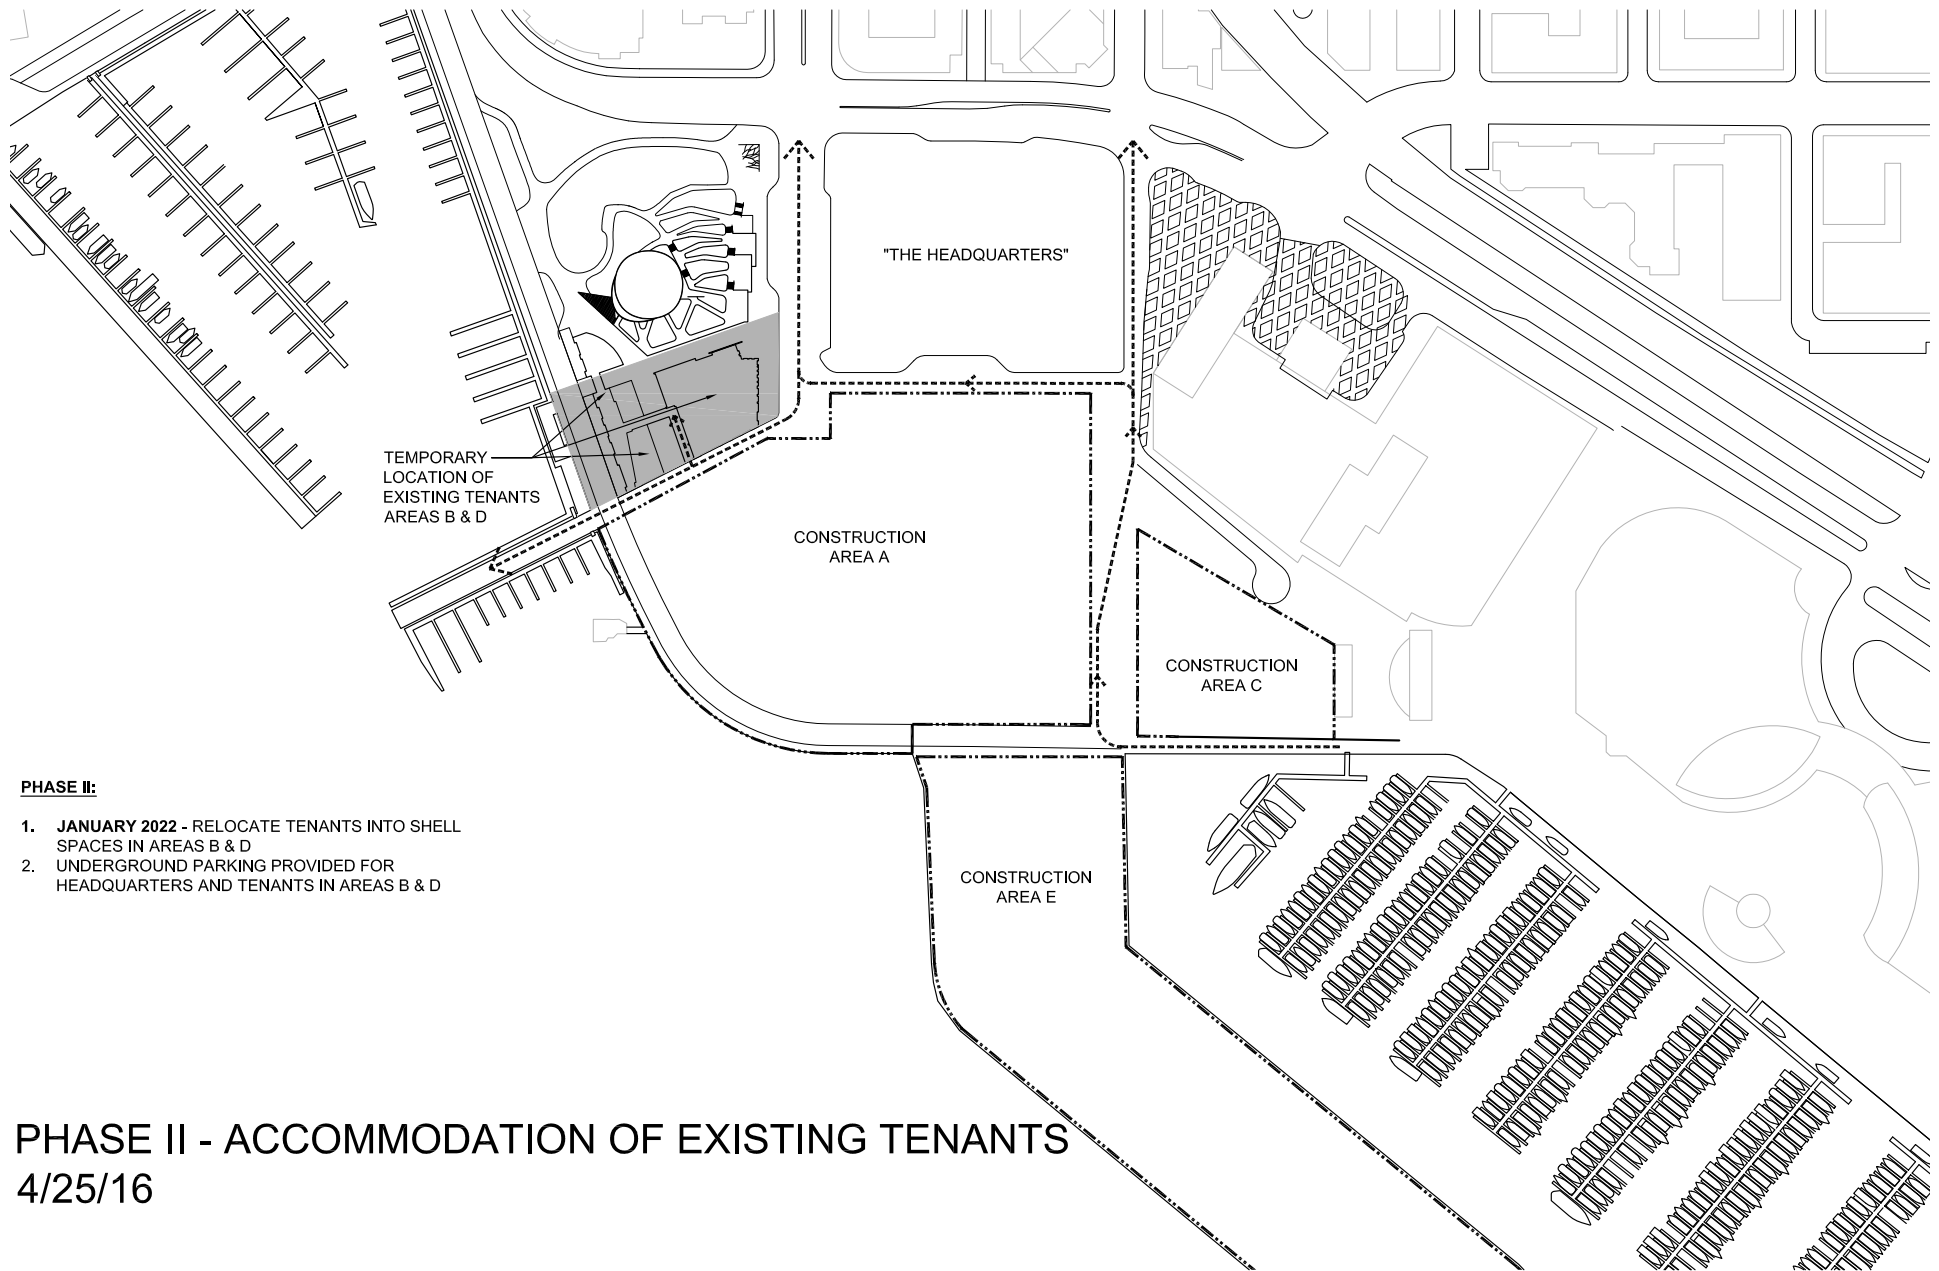 "THE HEADQUARTERS"
TEMPORARY
LOCATION OF
EXISTING TENANTS
AREAS B & D
CONSTRUCTION
AREA A
CONSTRUCTION
AREA C
CONSTRUCTION
AREA E
PHASE II:
1. JANUARY 2022 - RELOCATE TENANTS INTO SHELL
SPACES IN AREAS B & D
2. UNDERGROUND PARKING PROVIDED FOR
HEADQUARTERS AND TENANTS IN AREAS B & D
PHASE II - ACCOMMODATION OF EXISTING TENANTS
4/25/16